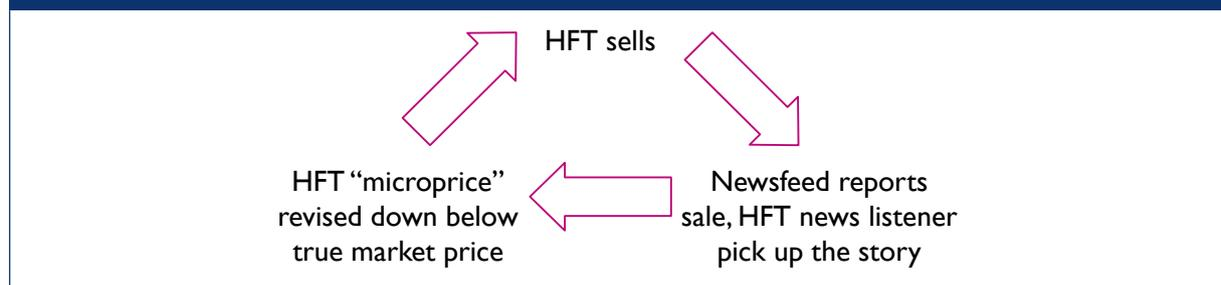 HFT sells
HFT “microprice”
revised down below
true market price
Newsfeed reports
sale, HFT news listener
pick up the story